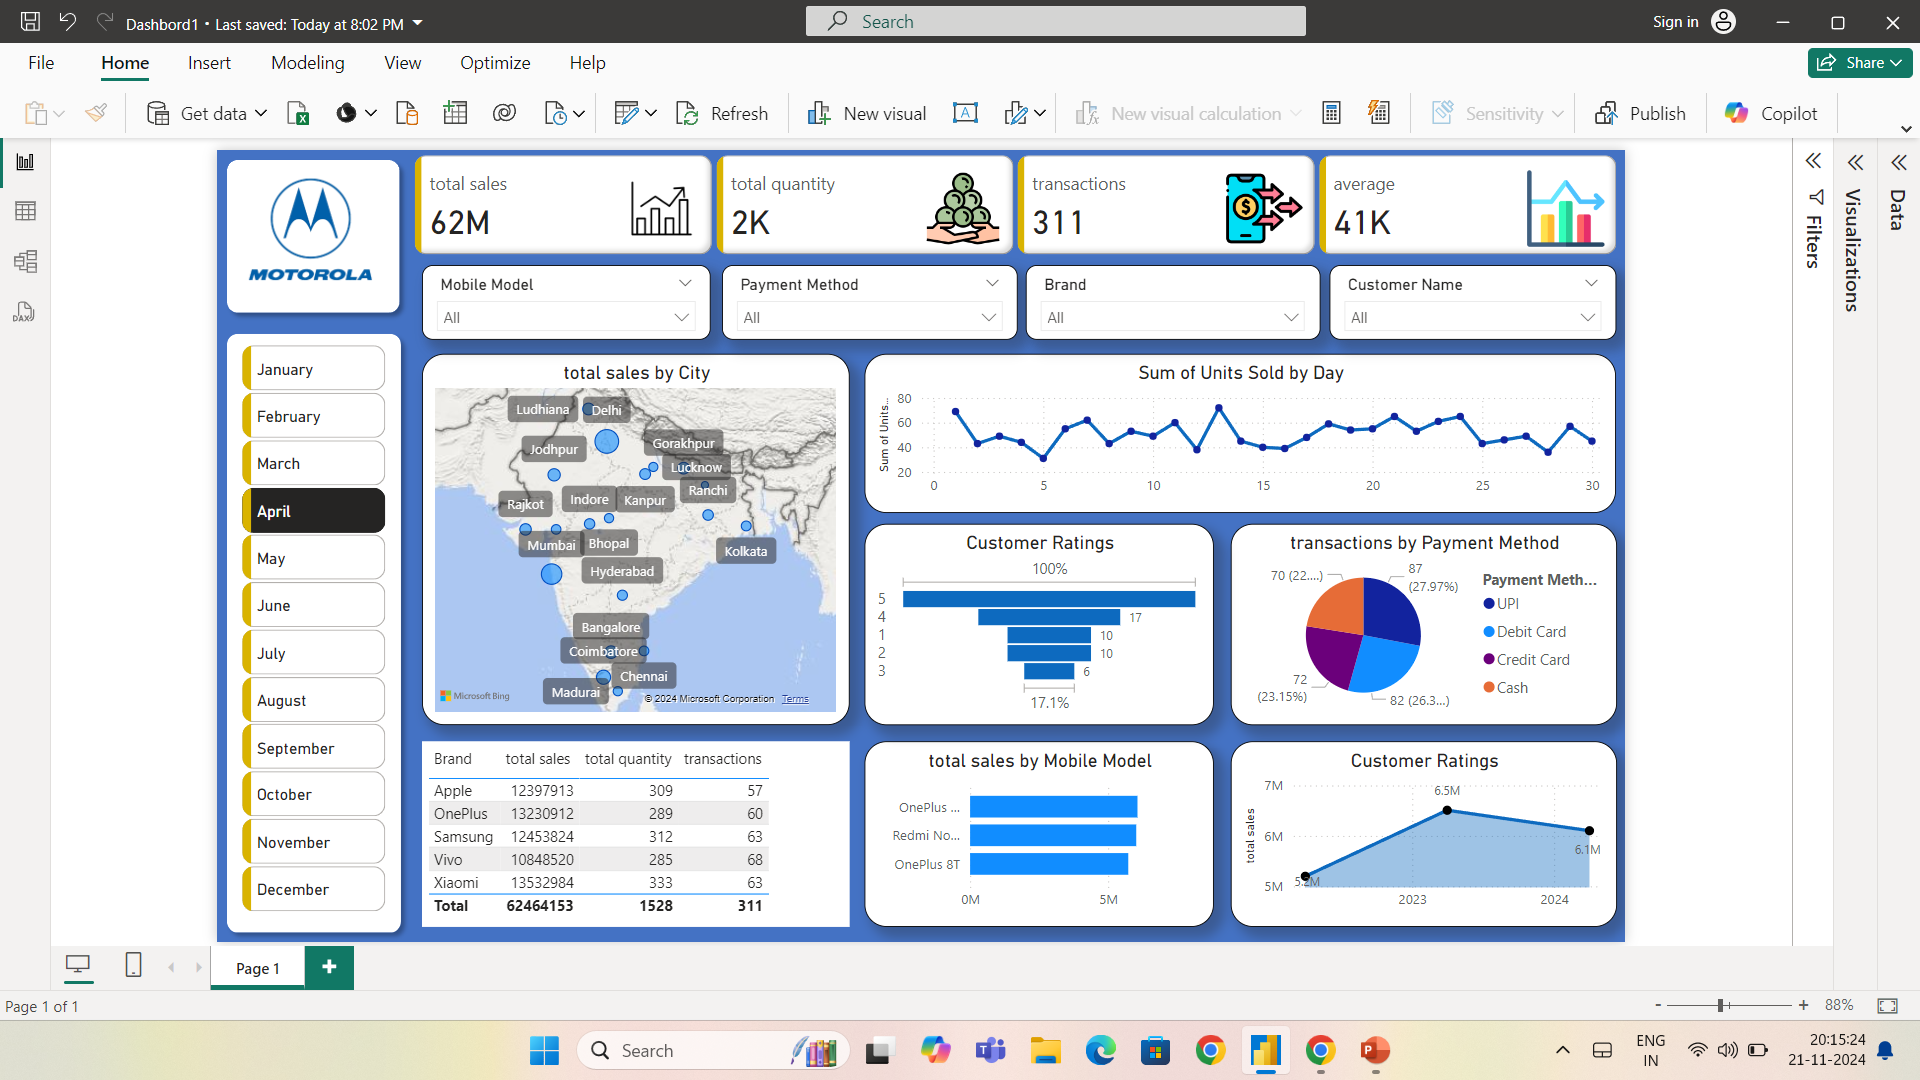 Dashbord1 • Last saved: Today at 8:02 PM
Search
Sign in
File
Home
Insert
Modeling
View
Optimize
Help
Share
Get data
Refresh
New visual
New visual calculation
Sensitivity
Publish
Copilot
MOTOROLA
total sales
62M
total quantity
2K
transactions
311
average
41K
Mobile Model
All
Payment Method
All
Brand
All
Customer Name
All
January
February
March
April
May
June
July
August
September
October
November
December
total sales by City
Ludhiana
Delhi
Jodhpur
Gorakhpur
Lucknow
Ranchi
Rajkot
Indore
Kanpur
Mumbai
Bhopal
Kolkata
Hyderabad
Bangalore
Coimbatore
Chennai
Madurai
Microsoft Bing
© 2024 Microsoft Corporation Terms
Sum of Units Sold by Day
Sum of Units...
80
60
40
20
0 5 10 15 20 25 30
Customer Ratings
100%
5
4 17
1 10
2 10
3 6
17.1%
transactions by Payment Method
70 (22....)
87
(27.97%)
72
(23.15%)
82 (26.3...)
Payment Meth...
UPI
Debit Card
Credit Card
Cash
Brand total sales total quantity transactions
Apple 12397913 309 57
OnePlus 13230912 289 60
Samsung 12453824 312 63
Vivo 10848520 285 68
Xiaomi 13532984 333 63
Total 62464153 1528 311
total sales by Mobile Model
OnePlus ...
Redmi No...
OnePlus 8T
0M 5M
Customer Ratings
total sales
7M
6M
5M
5.2M
6.5M
6.1M
2023 2024
Filters
Visualizations
Data
Page 1
Page 1 of 1
- + 88%
Search
ENG
IN
20:15:24
21-11-2024